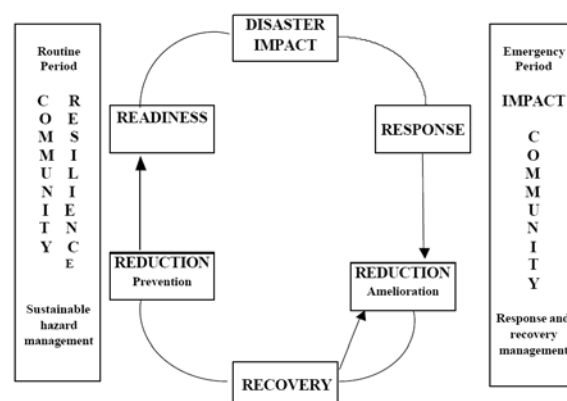 Routine
Period
COMMUNITY
RESILIENCE
Sustainable
hazard
management
DISASTER
IMPACT
READINESS
RESPONSE
REDUCTION
Prevention
REDUCTION
Amelioration
RECOVERY
Emergency
Period
IMPACT
COMMUNITY
Response and
recovery
management